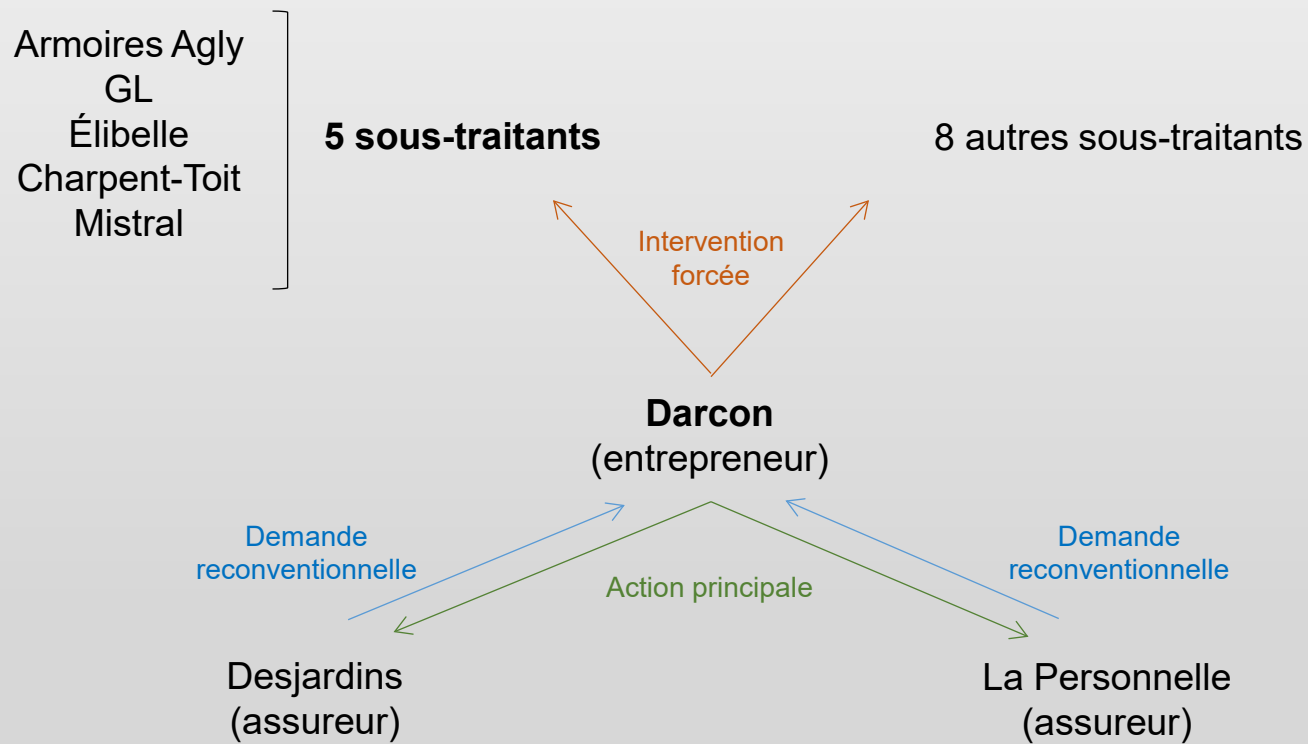 Armoires Agly
GL
Élibelle
Charpent-Toit
Mistral
5 sous-traitants
8 autres sous-traitants
Intervention
forcée
Darcon
(entrepreneur)
Demande
reconventionnelle
Action principale
Demande
reconventionnelle
Desjardins
(assureur)
La Personnelle
(assureur)